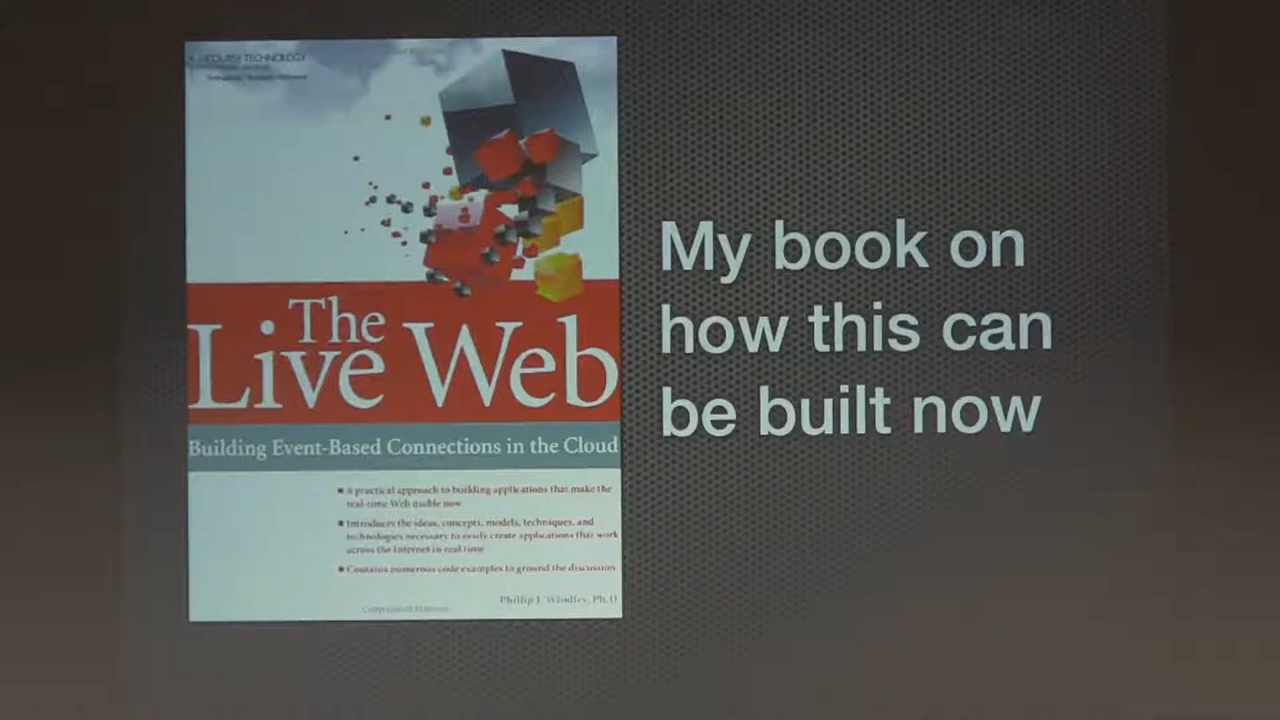 COURSE TECHNOLOGY
The
Live Web
Building Event-Based Connections in the Cloud
■ A practical approach to building applications that make the
real-time Web usable now
■ Introduces the ideas, concepts, models, techniques, and
technologies necessary to easily create applications that work
across the Internet in real time
■ Contains numerous code examples to ground the discussion
Phillip J. Windley, Ph.D
My book on
how this can
be built now